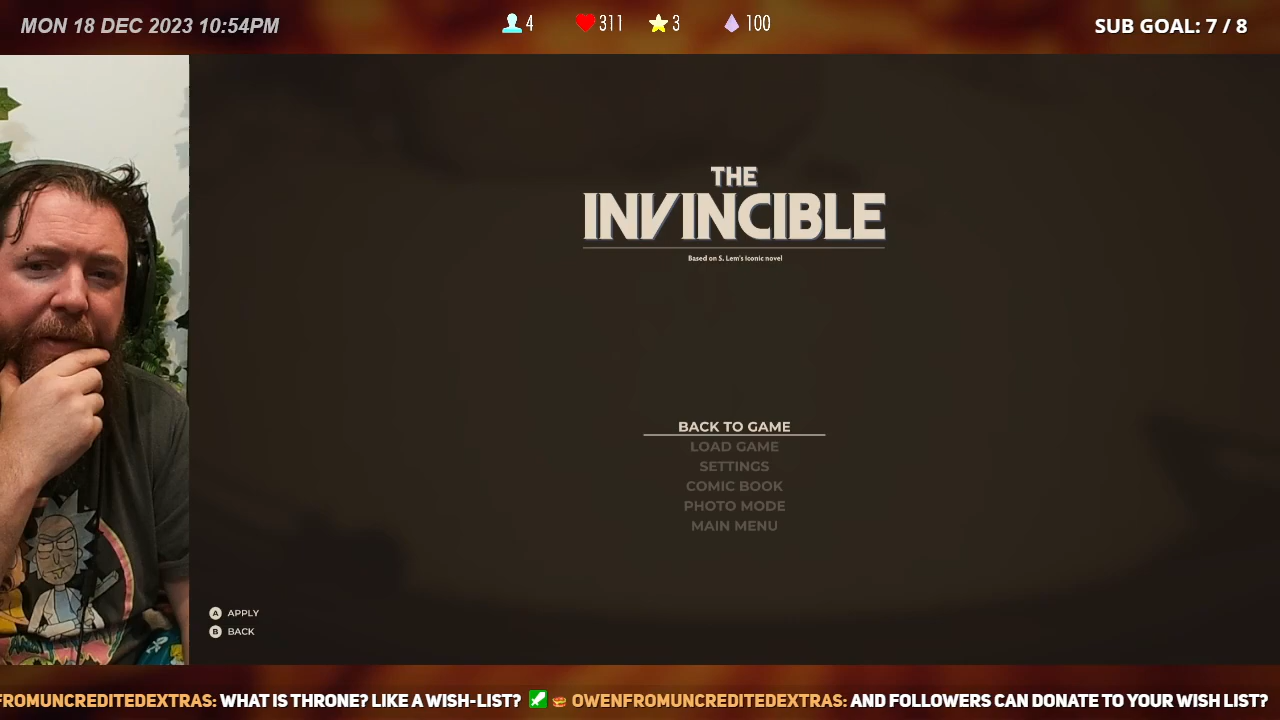 MON 18 DEC 2023 10:54PM
4 311 3 100
SUB GOAL: 7 / 8
THE
INVINCIBLE
Based on S. Lem's iconic novel
BACK TO GAME
LOAD GAME
SETTINGS
COMIC BOOK
PHOTO MODE
MAIN MENU
A APPLY
B BACK
FROMUNCREDITEDEXTRAS: WHAT IS THRONE? LIKE A WISH-LIST? OWENFROMUNCREDITEDEXTRAS: AND FOLLOWERS CAN DONATE TO YOUR WISH LIST?